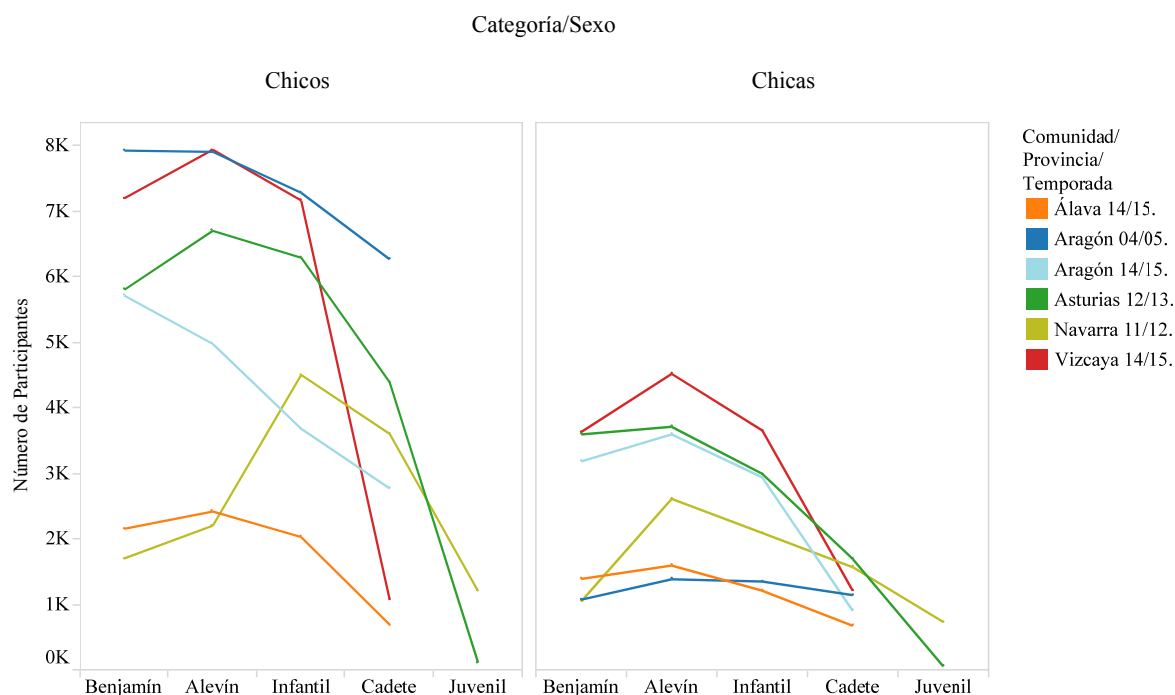 Categoría/Sexo
Chicos
Chicas
Número de Participantes
8K
7K
6K
5K
4K
3K
2K
1K
0K
Benjamín Alevín Infantil Cadete Juvenil
Benjamín Alevín Infantil Cadete Juvenil
Comunidad/
Provincia/
Temporada
Álava 14/15.
Aragón 04/05.
Aragón 14/15.
Asturias 12/13.
Navarra 11/12.
Vizcaya 14/15.